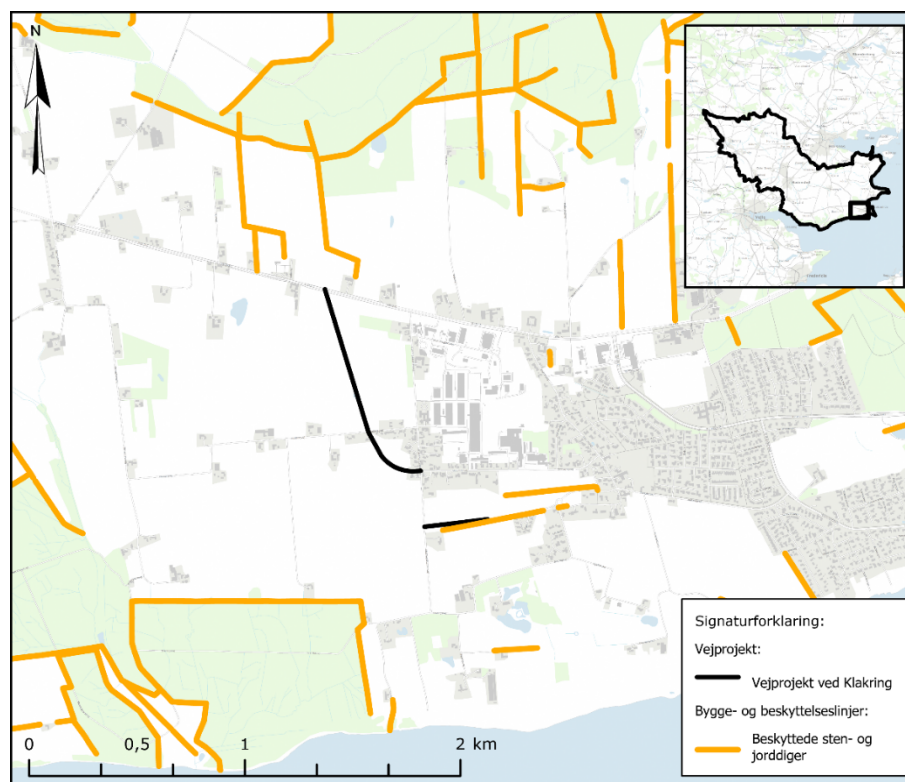 N
Signaturforklaring:
Vejprojekt:
Vejprojekt ved Klakring
Bygge- og beskyttelseslinjer:
Beskyttede sten- og
jorddiger
0 0,5 1 2 km